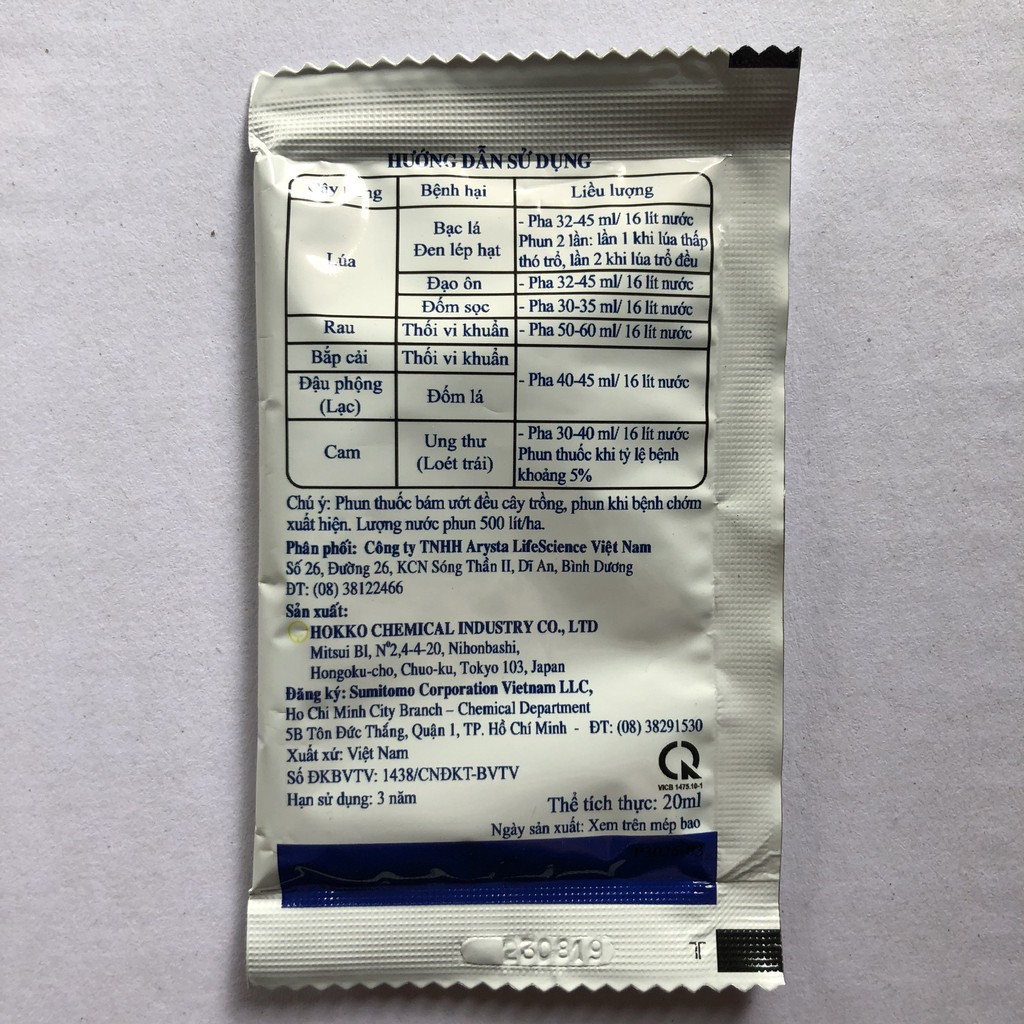 HƯỚNG DẪN SỬ DỤNG
Bệnh hại
Liều lượng
Lúa
Bạc lá
Đen lép hạt
- Pha 32-45 ml/ 16 lít nước
Phun 2 lần: lần 1 khi lúa thấp
thó trổ, lần 2 khi lúa trổ đều
Đạo ôn
- Pha 32-45 ml/ 16 lít nước
Đốm sọc
- Pha 30-35 ml/ 16 lít nước
Rau
Thối vi khuẩn
- Pha 50-60 ml/ 16 lít nước
Bắp cải
Thối vi khuẩn
- Pha 40-45 ml/ 16 lít nước
Đậu phộng
(Lạc)
Đốm lá
Cam
Ung thư
(Loét trái)
- Pha 30-40 ml/ 16 lít nước
Phun thuốc khi tỷ lệ bệnh
khoảng 5%
Chú ý: Phun thuốc bám ướt đều cây trồng, phun khi bệnh chớm
xuất hiện. Lượng nước phun 500 lít/ha.
Phân phối: Công ty TNHH Arysta LifeScience Việt Nam
Số 26, Đường 26, KCN Sóng Thần II, Dĩ An, Bình Dương
ĐT: (08) 38122466
Sản xuất:
HOKKO CHEMICAL INDUSTRY CO., LTD
Mitsui Bl, N⁰2,4-4-20, Nihonbashi,
Hongoku-cho, Chuo-ku, Tokyo 103, Japan
Đăng ký: Sumitomo Corporation Vietnam LLC,
Ho Chi Minh City Branch – Chemical Department
5B Tôn Đức Thắng, Quận 1, TP. Hồ Chí Minh - ĐT: (08) 38291530
Xuất xứ: Việt Nam
Số ĐKBVTV: 1438/CNĐKT-BVTV
VICB 1475.10-1
Hạn sử dụng: 3 năm
Thể tích thực: 20ml
Ngày sản xuất: Xem trên mép bao
230819